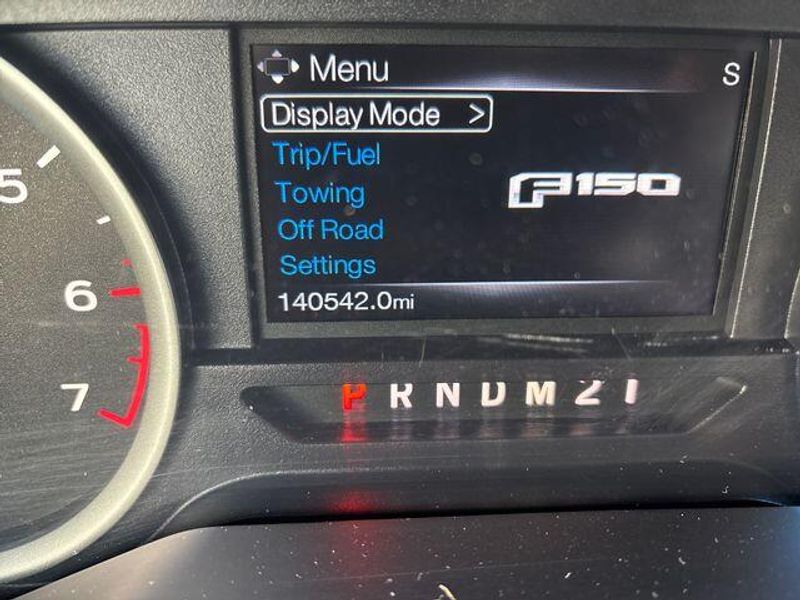 Menu
S
Display Mode >
Trip/Fuel
Towing
Off Road
Settings
F150
140542.0mi
5
6
7
P R N D M 2 1